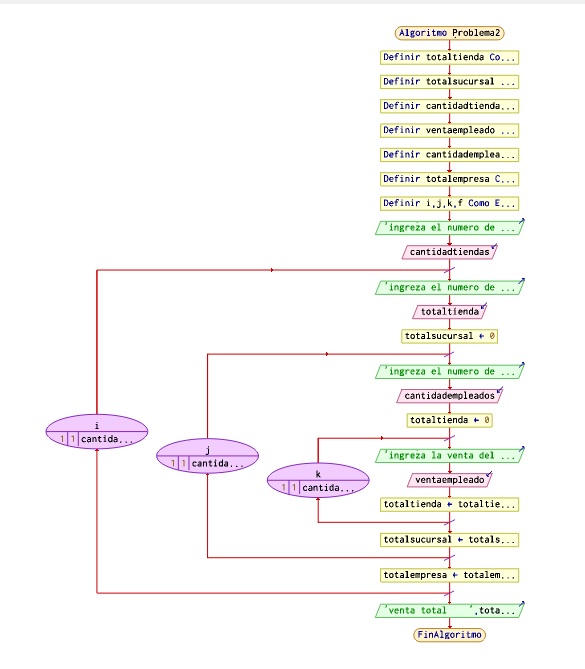 Algoritmo Problema2
Definir totaltienda Co...
Definir totalsucursal ...
Definir cantidadtienda...
Definir ventaempleado ...
Definir cantidademplea...
Definir totalempresa C...
Definir i,j,k,f Como E...
'ingreza el numero de ...
cantidadtiendas
'ingreza el numero de ...
totaltienda
totalsucursal ← 0
'ingreza el numero de ...
cantidadempleados
totaltienda ← 0
i
1 1 cantida...
j
1 1 cantida...
k
1 1 cantida...
'ingreza la venta del ...
ventaempleado
totaltienda ← totaltie...
totalsucursal ← totals...
totalempresa ← totalem...
'venta total ',tota...
FinAlgoritmo